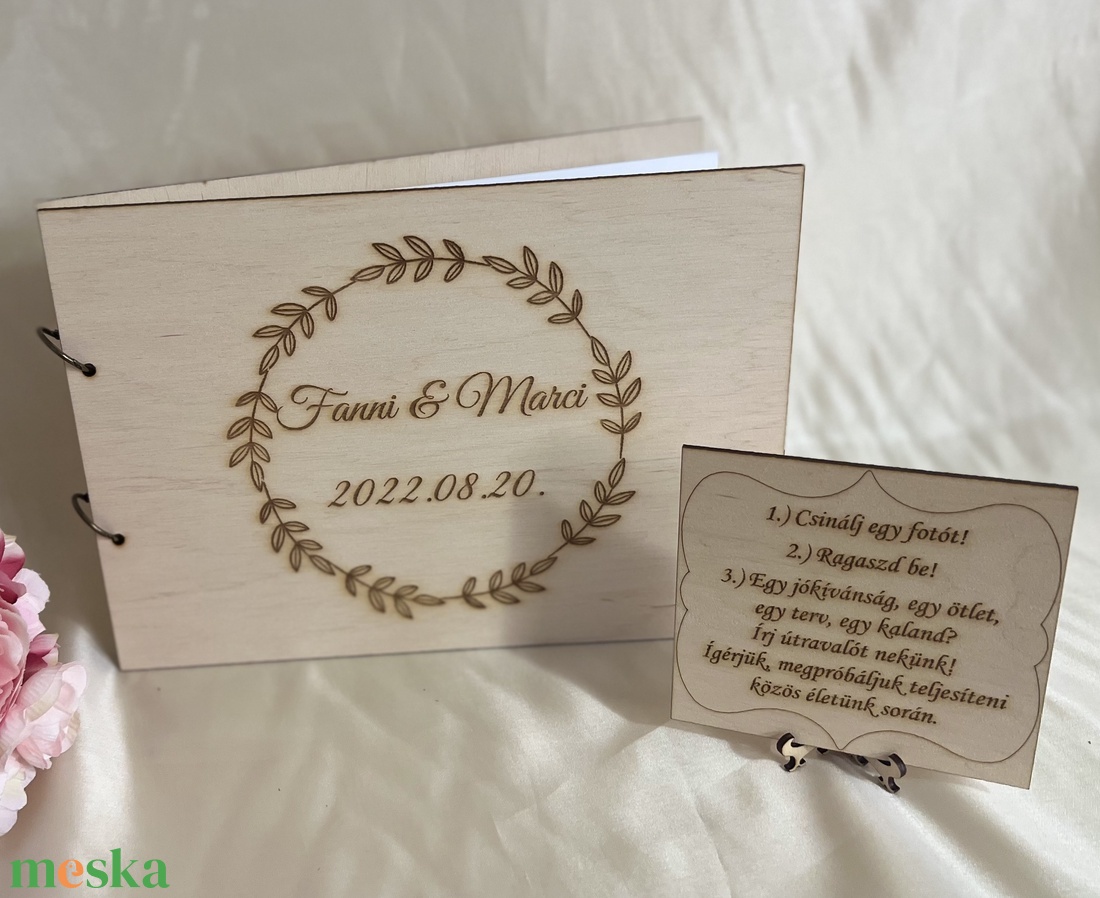 Fanni & Marci
2022.08.20.
1.) Csinálj egy fotót!
2.) Ragaszd be!
3.) Egy jókívánság, egy ötlet,
egy terv, egy kaland?
Írj útravalót nekünk!
Ígérjük, megpróbáljuk teljesíteni
közös életünk során.
meska